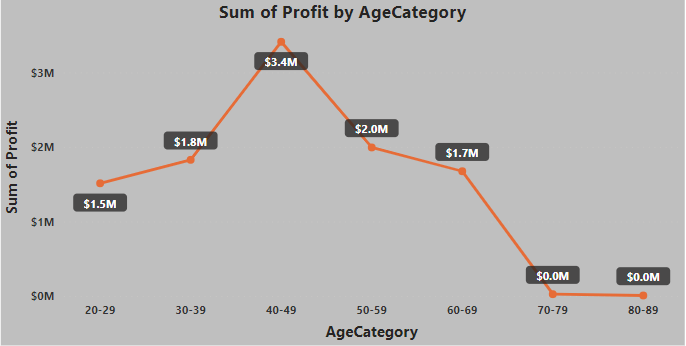 Sum of Profit by AgeCategory
Sum of Profit
$3M
$2M
$1M
$0M
$1.5M
$1.8M
$3.4M
$2.0M
$1.7M
$0.0M
$0.0M
20-29
30-39
40-49
50-59
60-69
70-79
80-89
AgeCategory